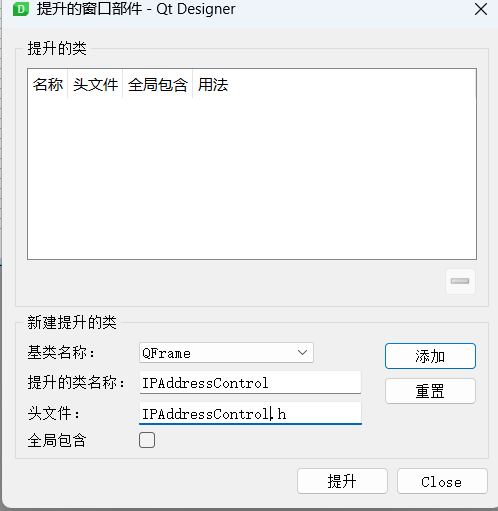 提升的窗口部件 - Qt Designer
提升的类
名称 头文件 全局包含 用法
新建提升的类
基类名称： QFrame 添加
提升的类名称： IPAddressControl 重置
头文件： IPAddressControl.h
全局包含
提升 Close